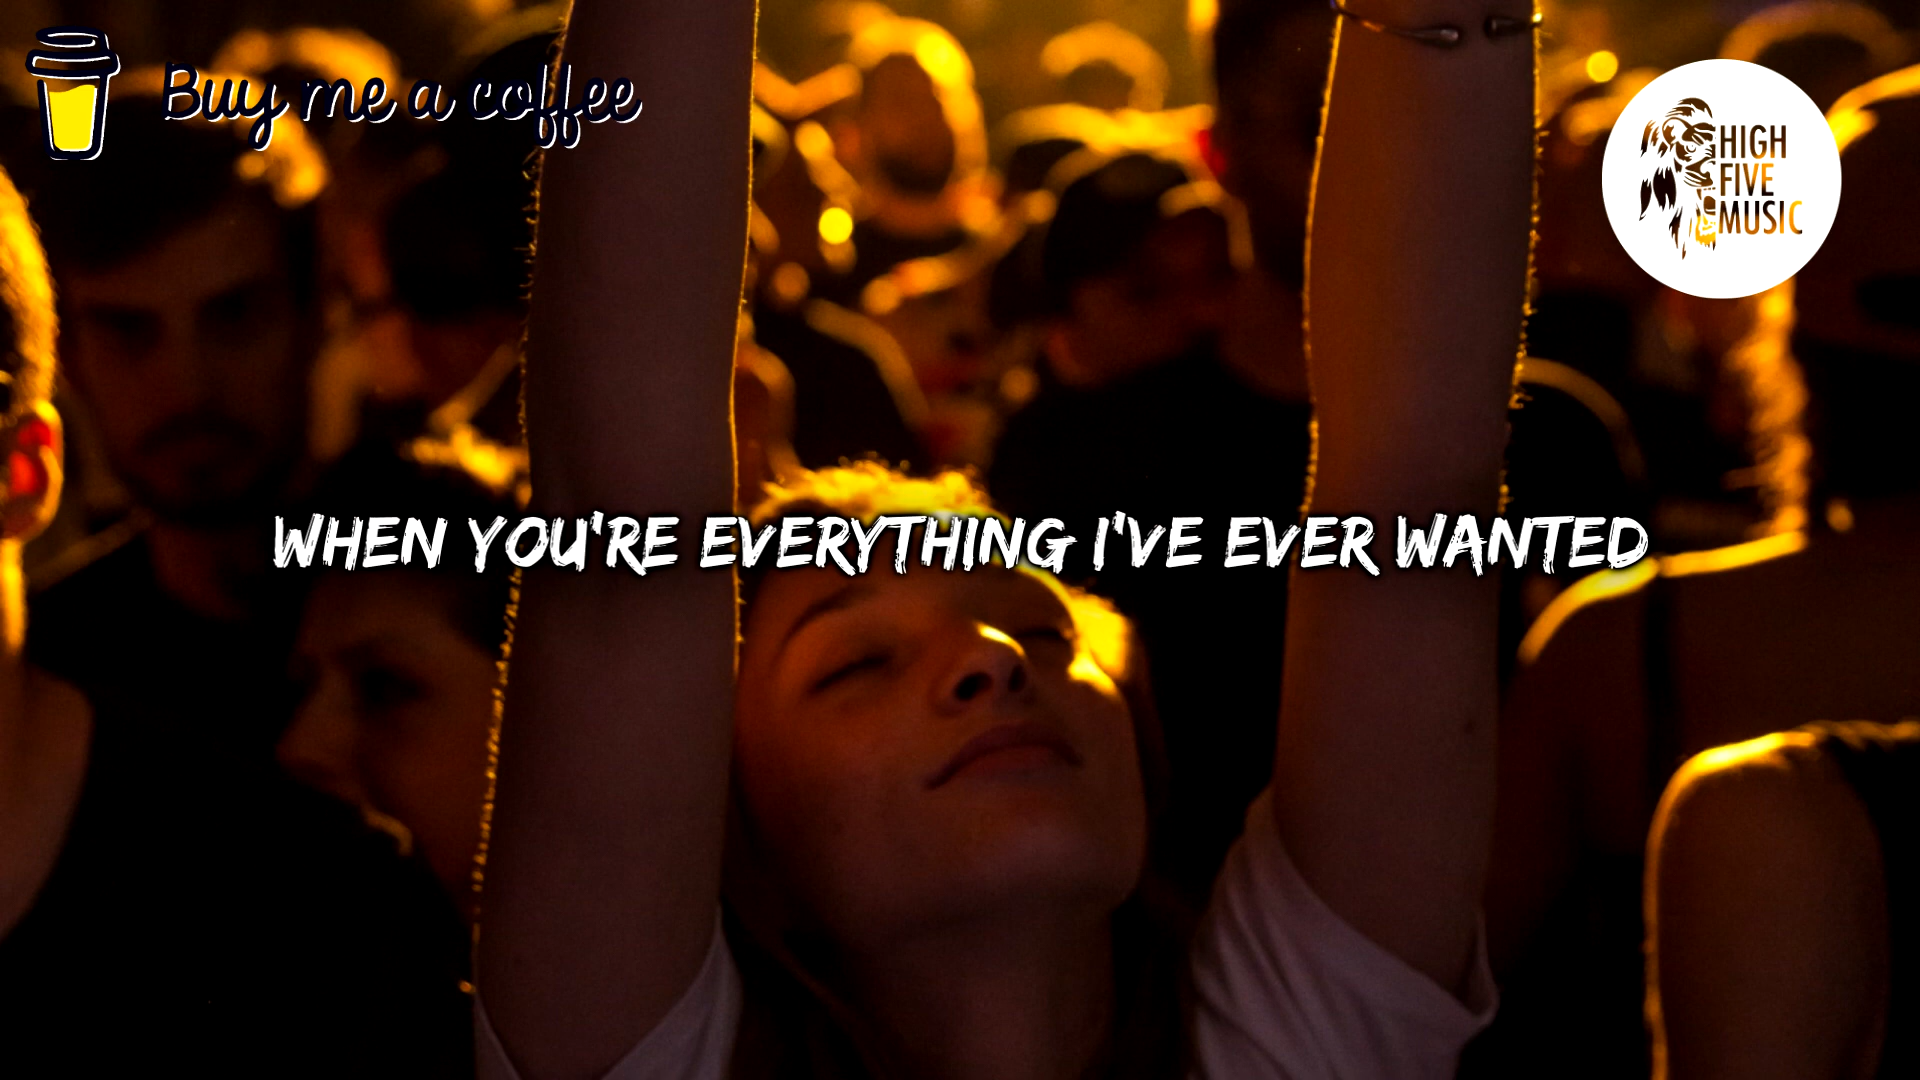 Buy me a coffee
HIGH
FIVE
MUSIC
WHEN YOU'RE EVERYTHING I'VE EVER WANTED